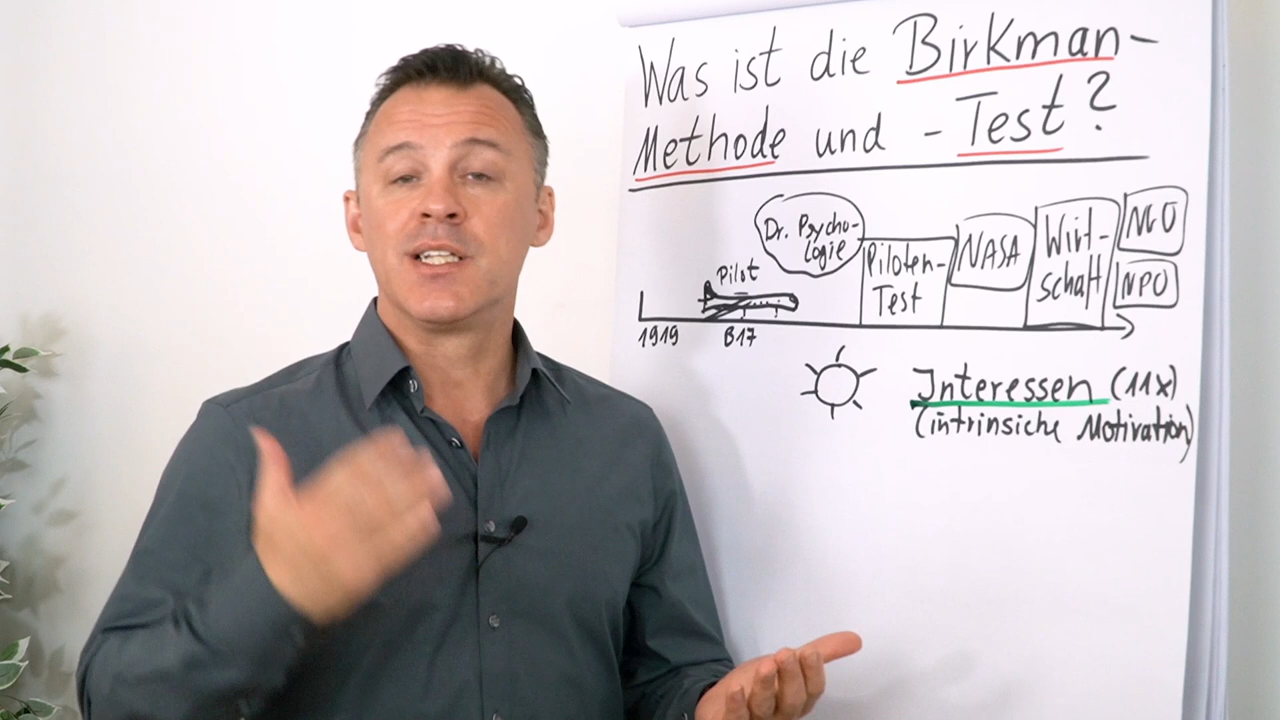 Was ist die Birkman-
Methode und - Test?
Dr. Psycho-
logie
Pilot
Piloten-
Test
NASA
Wirt-
schaft
NGO
NPO
1919
B17
Interessen (11x)
(intrinsiche Motivation)